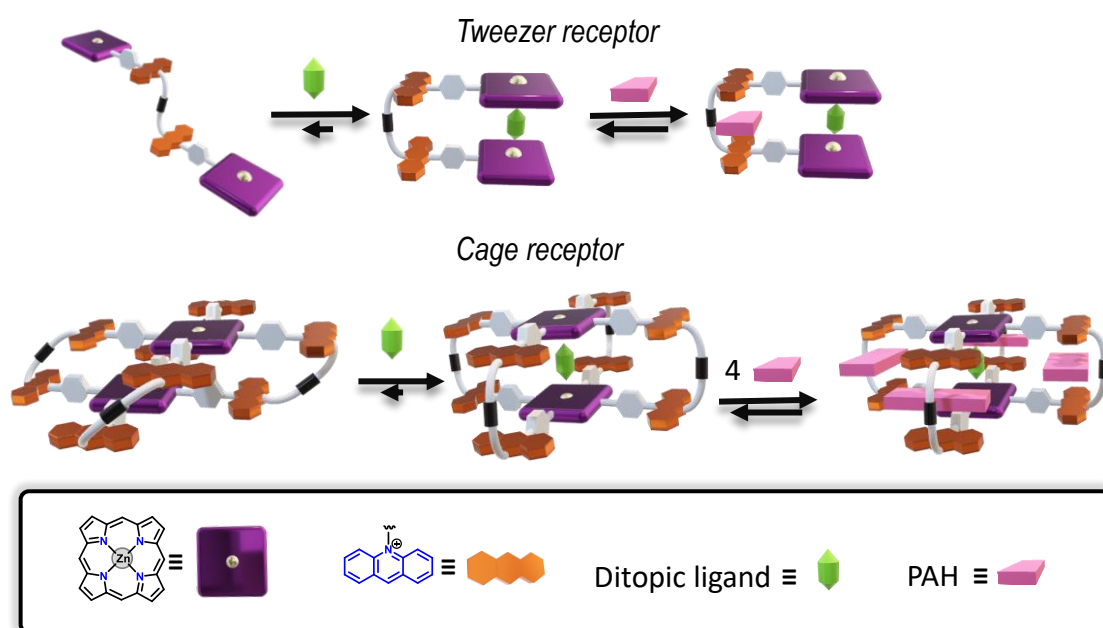 Tweezer receptor
Cage receptor
4
N
N
Zn
N
N
≡
N
+
≡
Ditopic ligand ≡
PAH ≡